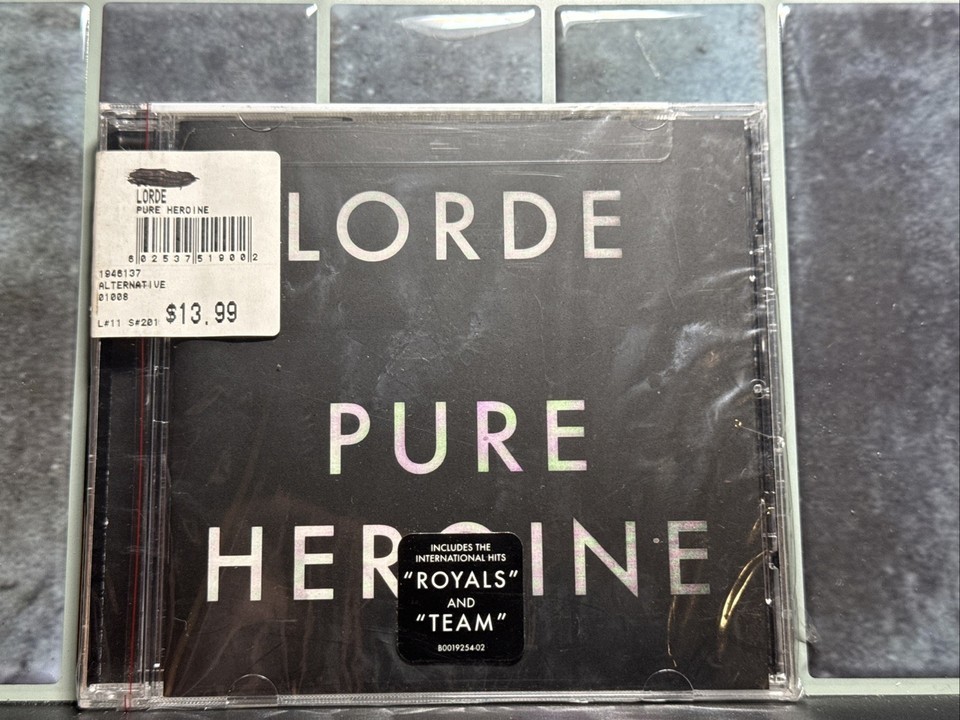 LORDE
PURE HEROINE
6 02537 51900 2
1946137
ALTERNATIVE
01008
L#11 S#201 $13.99
LORDE
PURE
HEROINE
INCLUDES THE
INTERNATIONAL HITS
"ROYALS"
AND
"TEAM"
B0019254-02